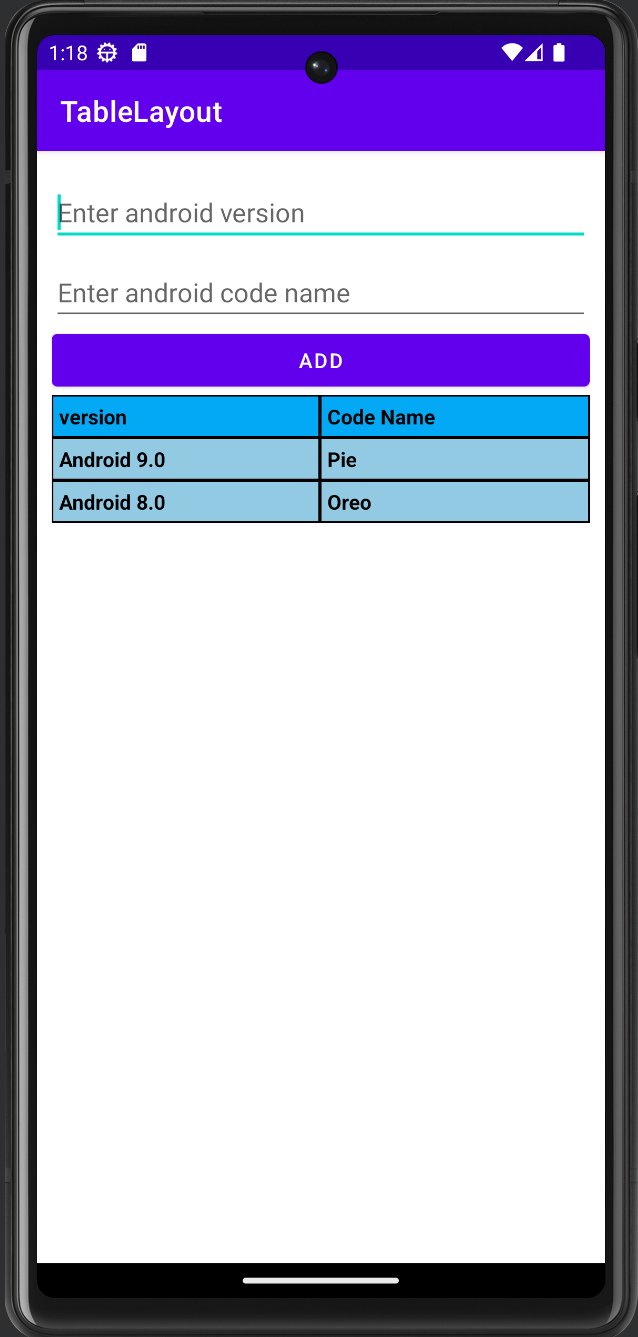 1:18
TableLayout
Enter android version
Enter android code name
ADD
version Code Name
Android 9.0 Pie
Android 8.0 Oreo